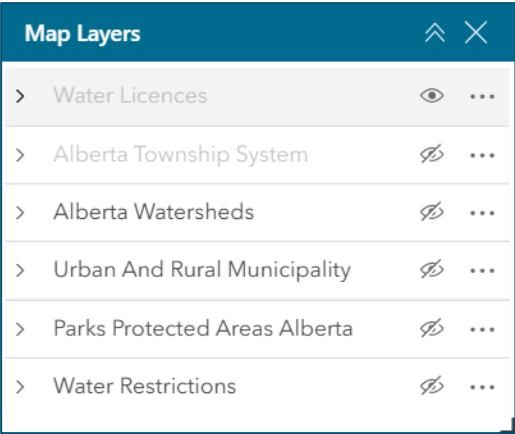 Map Layers
Water Licences
Alberta Township System
Alberta Watersheds
Urban And Rural Municipality
Parks Protected Areas Alberta
Water Restrictions